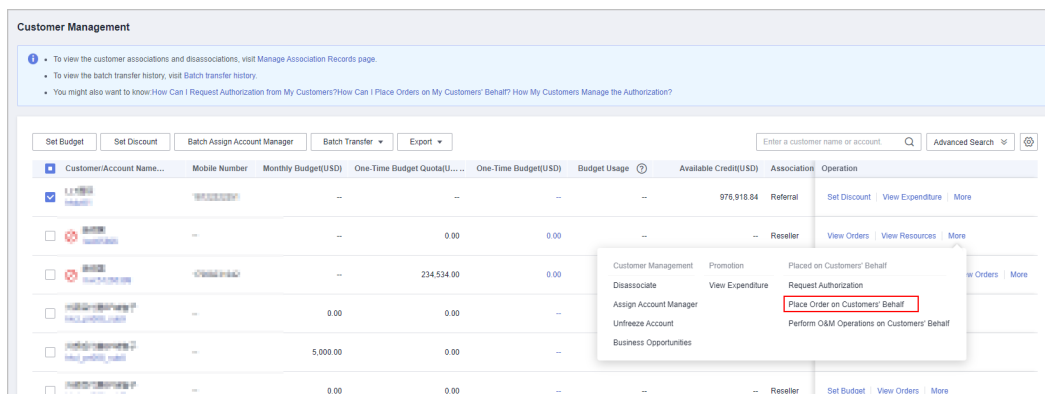 Customer Management
To view the customer associations and disassociations, visit Manage Association Records page.
To view the batch transfer history, visit Batch transfer history.
You might also want to know:How Can I Request Authorization from My Customers?How Can I Place Orders on My Customers' Behalf? How My Customers Manage the Authorization?
Set Budget Set Discount Batch Assign Account Manager Batch Transfer Export Enter a customer name or account. Advanced Search
Customer/Account Name... Mobile Number Monthly Budget(USD) One-Time Budget Quota(U... .. One-Time Budget(USD) Budget Usage Available Credit(USD) Association Operation
-- -- -- -- 976,918.84 Referral Set Discount View Expenditure More
-- -- 0.00 0.00 -- -- Reseller View Orders View Resources More
-- 234,534.00 0.00 w Orders More
Customer Management Promotion Placed on Customers' Behalf
Disassociate View Expenditure Request Authorization
Assign Account Manager Place Order on Customers' Behalf
Unfreeze Account Perform O&M Operations on Customers' Behalf
Business Opportunities
0.00 0.00 --
-- 5,000.00 0.00 --
0.00 0.00 -- -- -- Reseller Set Budget View Orders More